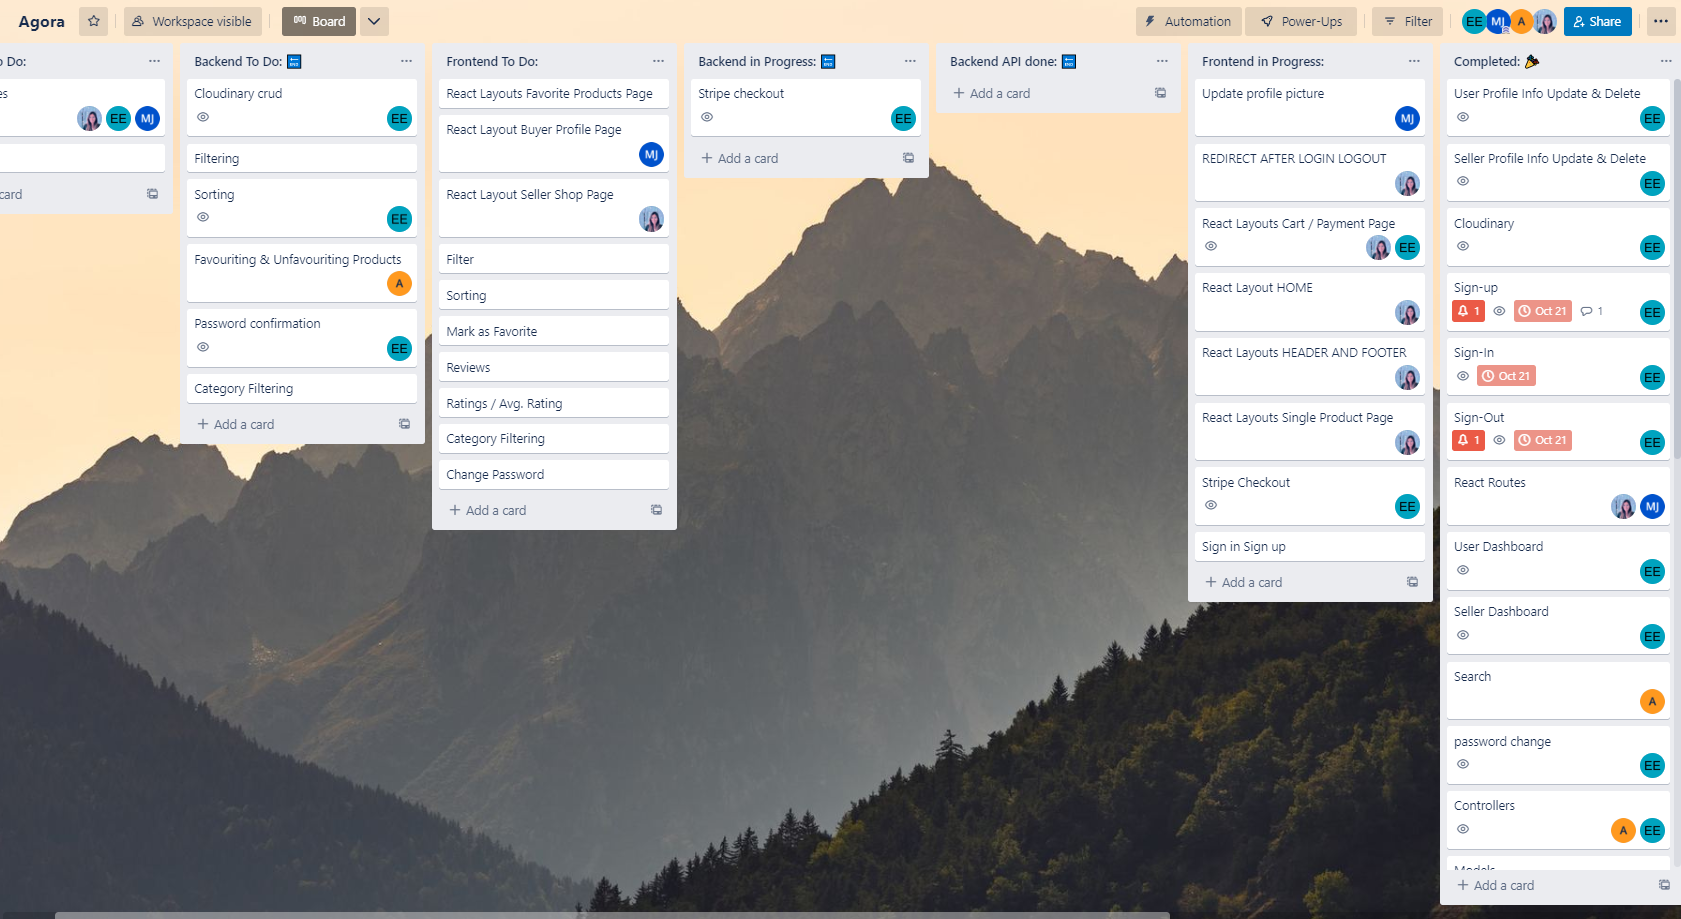 Agora
Workspace visible
Board
Automation
Power-Ups
Filter
EE
MJ
A
Share
o Do:
es
EE
MJ
card
Backend To Do: 🔚
Cloudinary crud
EE
Filtering
Sorting
EE
Favouriting & Unfavouriting Products
A
Password confirmation
EE
Category Filtering
+ Add a card
Frontend To Do:
React Layouts Favorite Products Page
React Layout Buyer Profile Page
MJ
React Layout Seller Shop Page
Filter
Sorting
Mark as Favorite
Reviews
Ratings / Avg. Rating
Category Filtering
Change Password
+ Add a card
Backend in Progress: 🔚
Stripe checkout
EE
+ Add a card
Backend API done: 🔚
+ Add a card
Frontend in Progress:
Update profile picture
MJ
REDIRECT AFTER LOGIN LOGOUT
React Layouts Cart / Payment Page
EE
React Layout HOME
React Layouts HEADER AND FOOTER
React Layouts Single Product Page
Stripe Checkout
EE
Sign in Sign up
+ Add a card
Completed: 🎉
User Profile Info Update & Delete
EE
Seller Profile Info Update & Delete
EE
Cloudinary
EE
Sign-up
1 Oct 21 1
EE
Sign-In
Oct 21
EE
Sign-Out
1 Oct 21
EE
React Routes
MJ
User Dashboard
EE
Seller Dashboard
EE
Search
A
password change
EE
Controllers
A EE
Models
+ Add a card